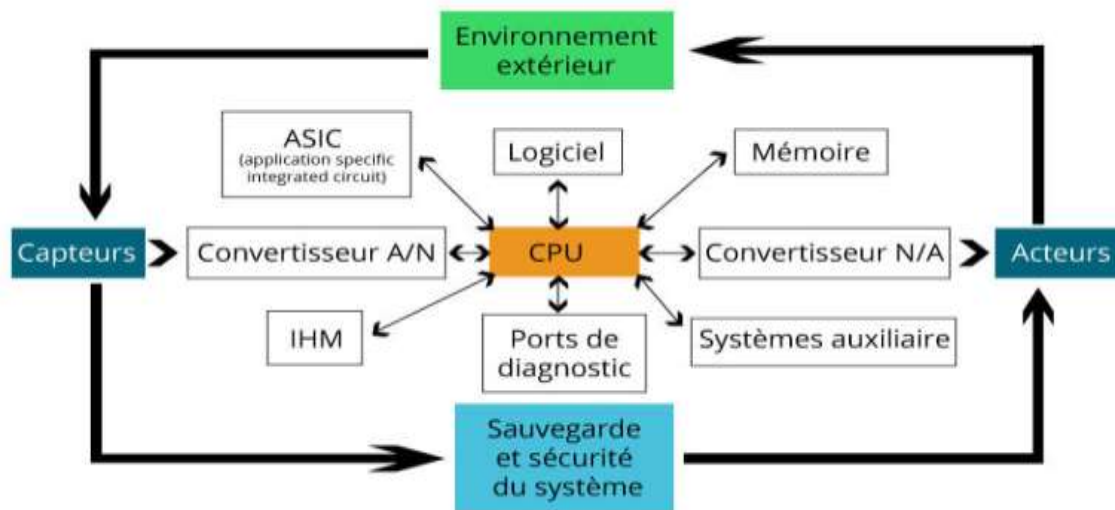 Environnement
extérieur
ASIC
(application specific
integrated circuit)
Logiciel
Mémoire
Capteurs
Convertisseur A/N
CPU
Convertisseur N/A
Acteurs
IHM
Ports de
diagnostic
Systèmes auxiliaire
Sauvegarde
et sécurité
du système